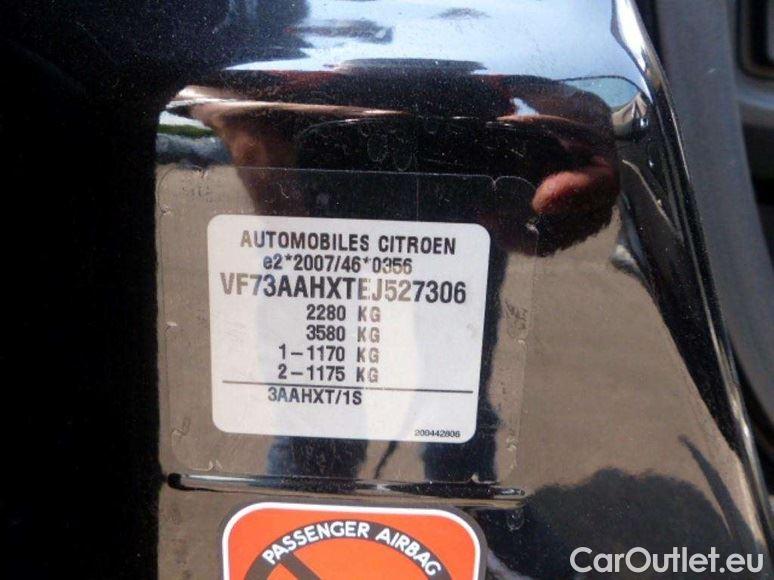 AUTOMOBILES CITROEN
e2*2007/46*0356
VF73AAHXTEJ527306
2280 KG
3580 KG
1-1170 KG
2-1175 KG
3AAHXT/1S
200442806
PASSENGER AIRBAG
CarOutlet.eu